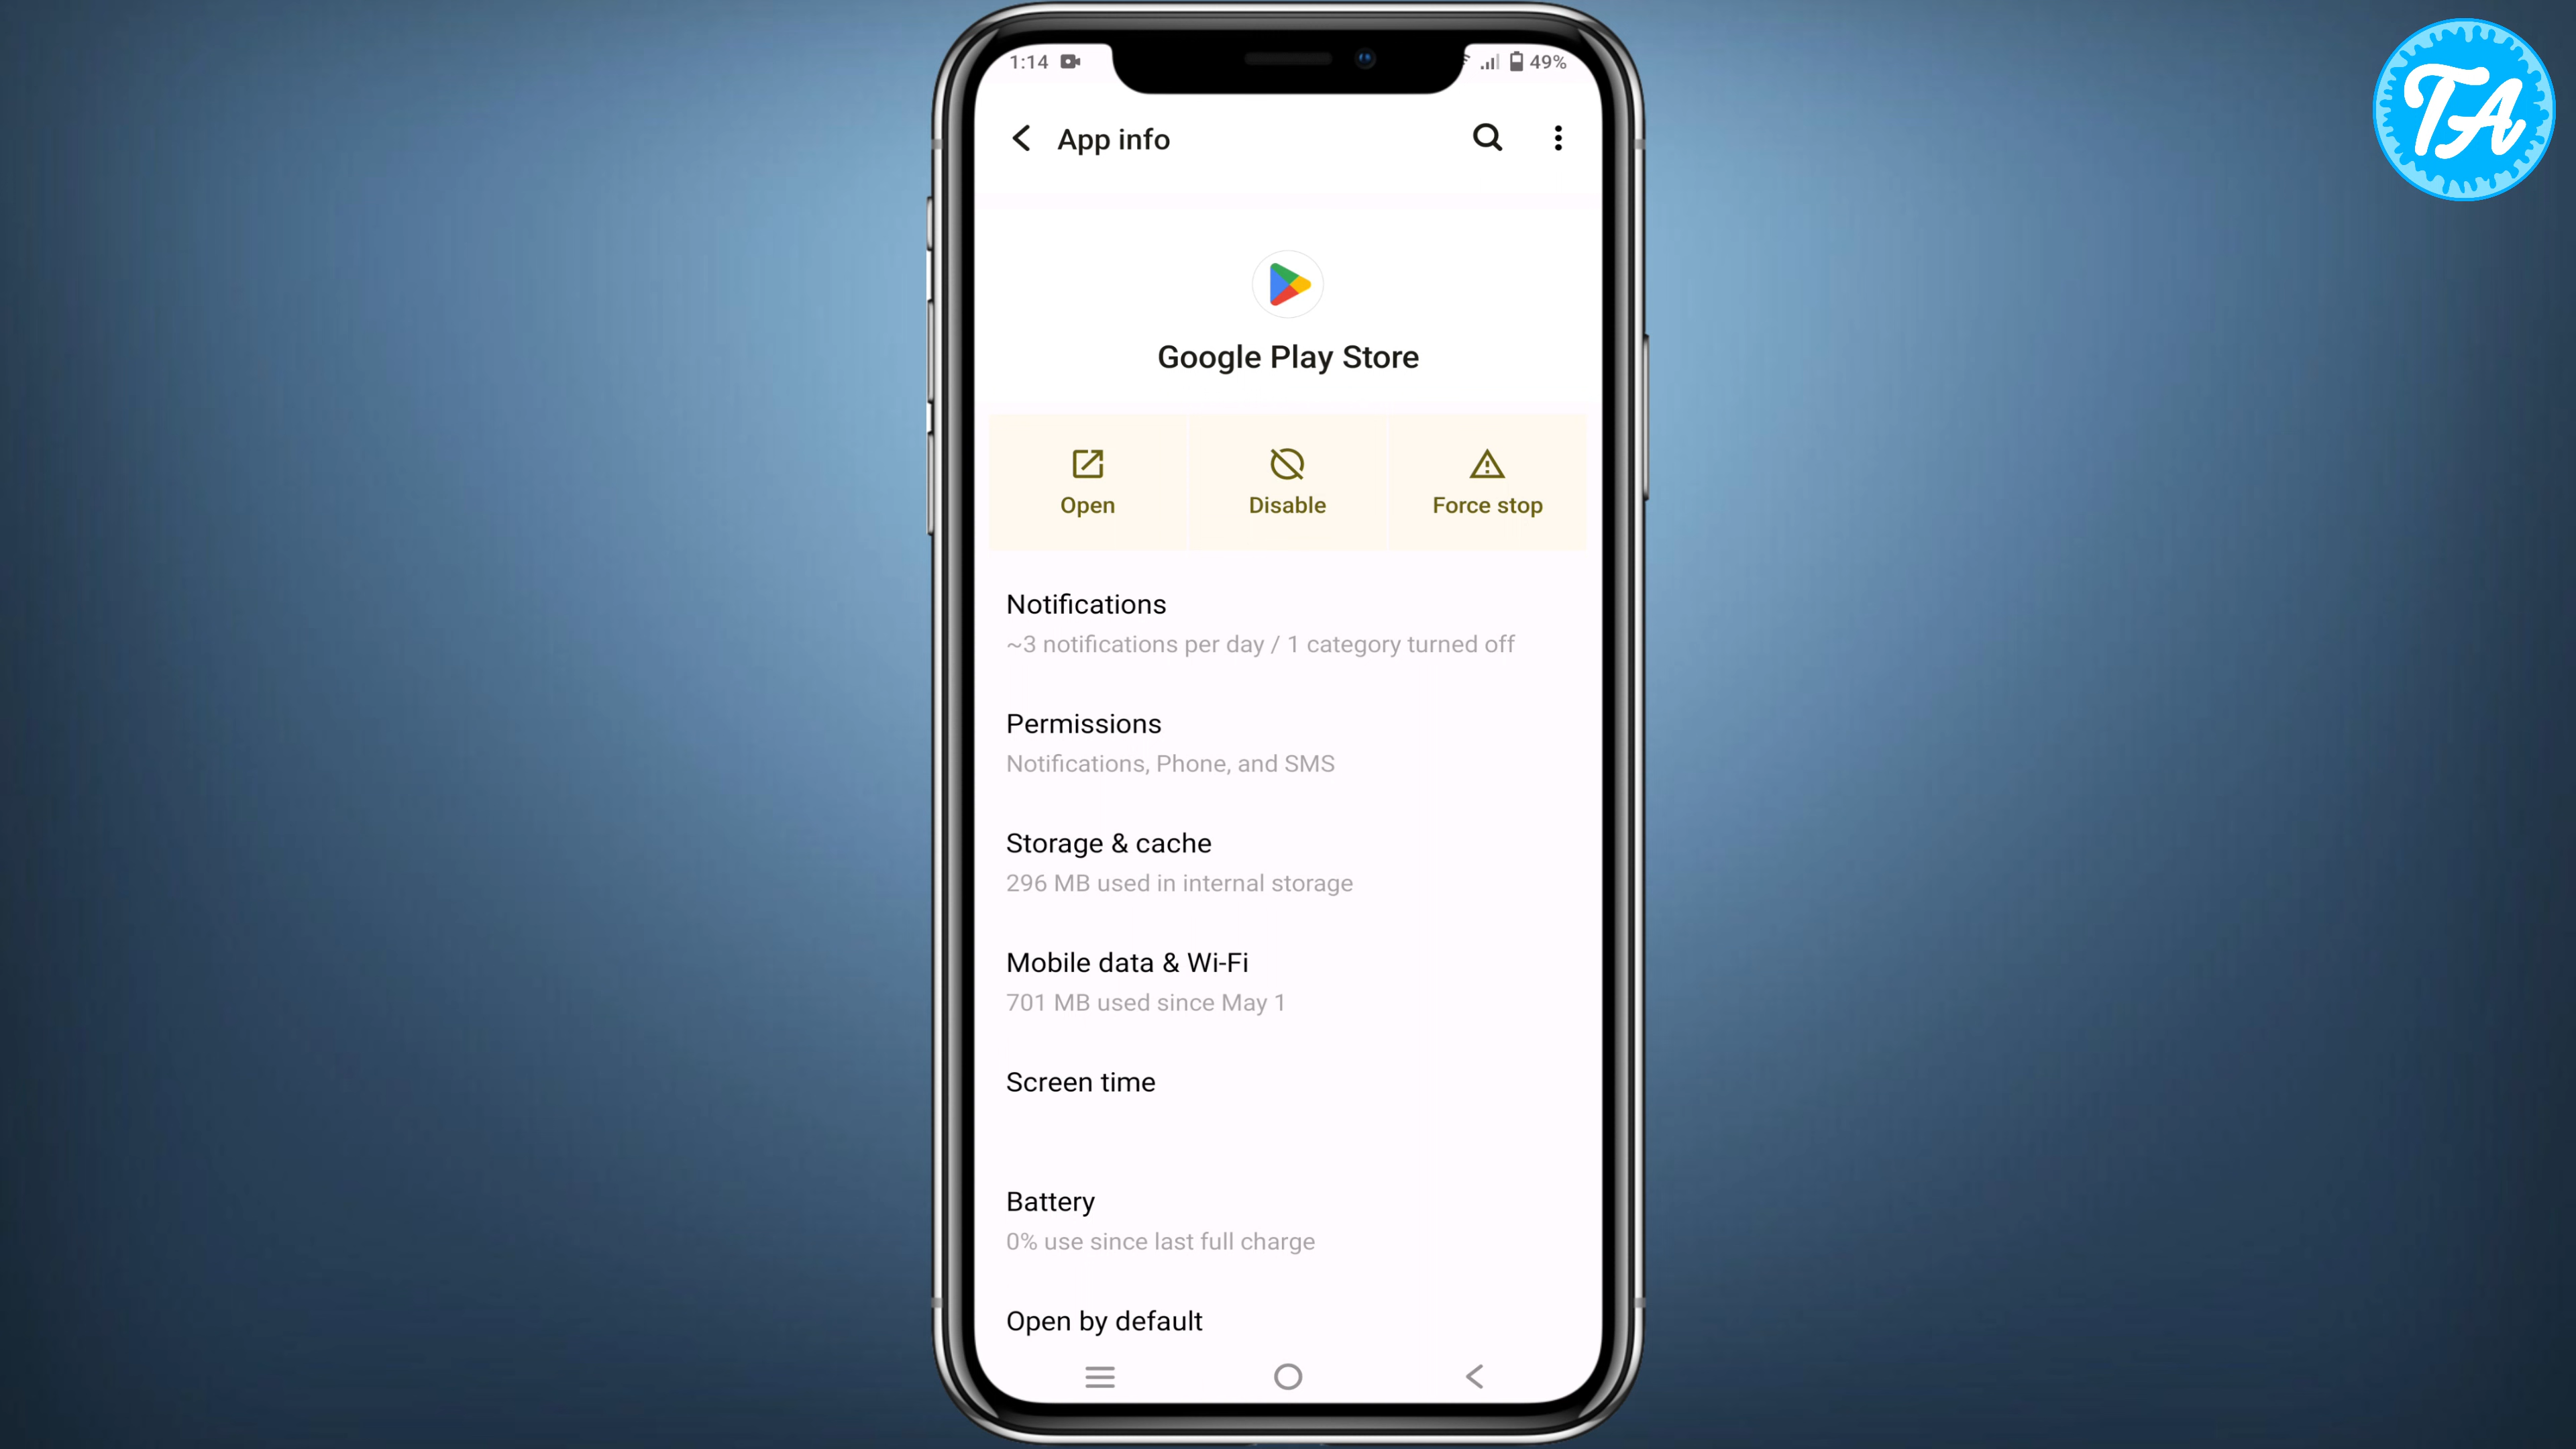 1:14
49%
TA
App info
Google Play Store
Open
Disable
Force stop
Notifications
~3 notifications per day / 1 category turned off
Permissions
Notifications, Phone, and SMS
Storage & cache
296 MB used in internal storage
Mobile data & Wi-Fi
701 MB used since May 1
Screen time
Battery
0% use since last full charge
Open by default